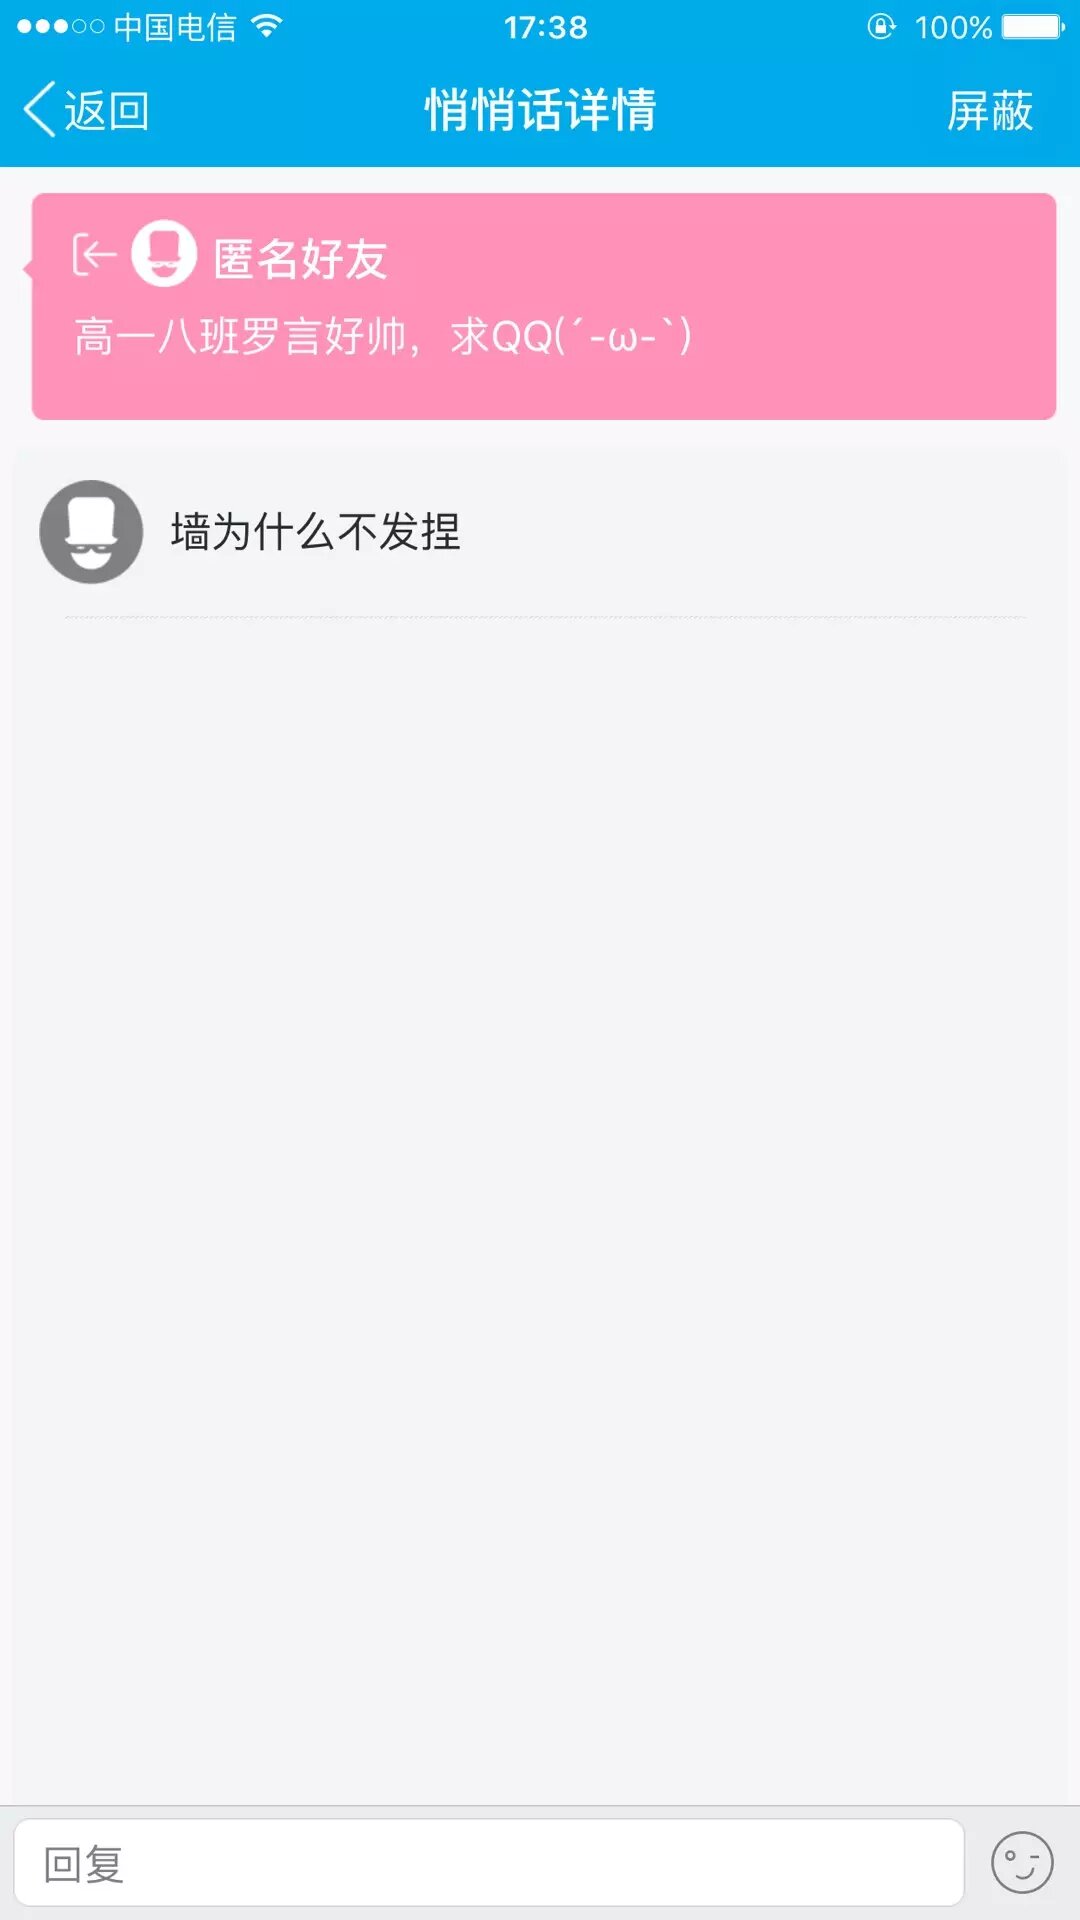 中国电信 17:38 100%
返回 悄悄话详情 屏蔽
匿名好友
高一八班罗言好帅，求QQ(´-ω-`)
墙为什么不发捏
回复